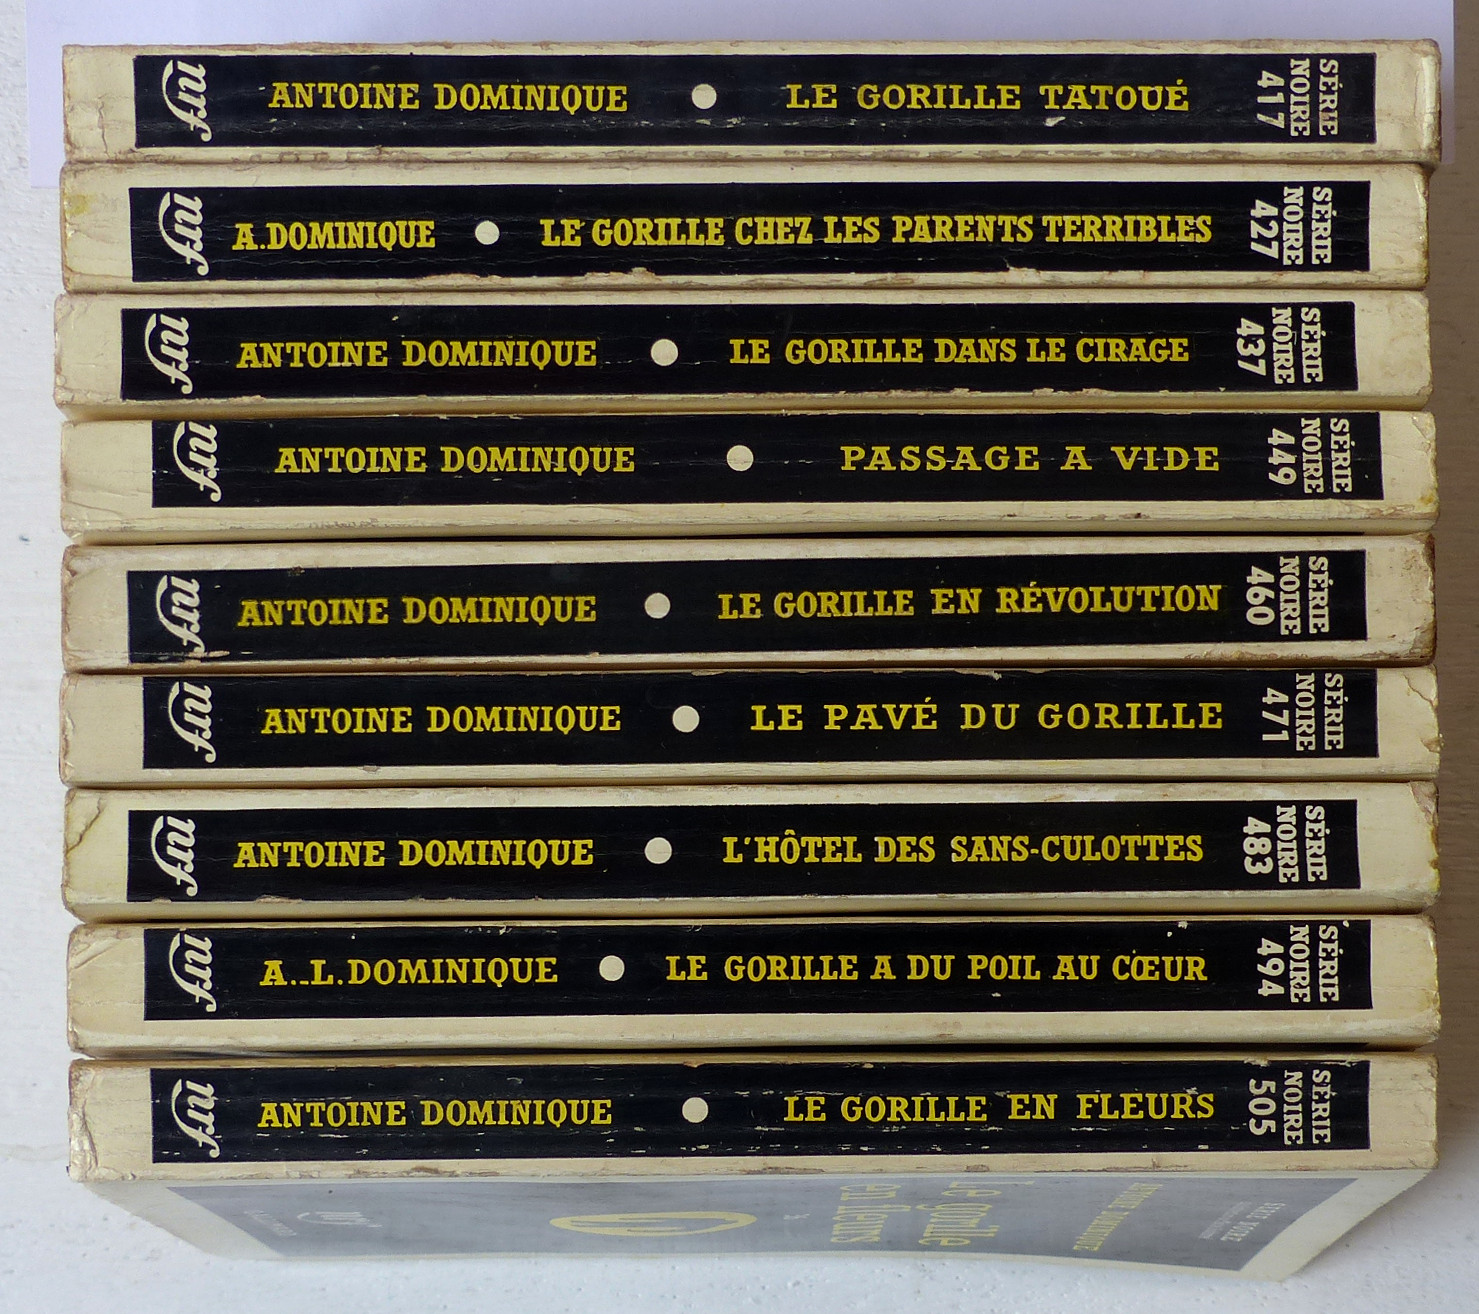 nrf ANTOINE DOMINIQUE ● LE GORILLE TATOUÉ SÉRIE NOIRE 417
nrf A.DOMINIQUE ● LE GORILLE CHEZ LES PARENTS TERRIBLES SÉRIE NOIRE 427
nrf ANTOINE DOMINIQUE ● LE GORILLE DANS LE CIRAGE SÉRIE NOIRE 437
nrf ANTOINE DOMINIQUE ● PASSAGE A VIDE SÉRIE NOIRE 449
nrf ANTOINE DOMINIQUE ● LE GORILLE EN RÉVOLUTION SÉRIE NOIRE 460
nrf ANTOINE DOMINIQUE ● LE PAVÉ DU GORILLE SÉRIE NOIRE 471
nrf ANTOINE DOMINIQUE ● L'HÔTEL DES SANS-CULOTTES SÉRIE NOIRE 483
nrf A..L.DOMINIQUE ● LE GORILLE A DU POIL AU CŒUR SÉRIE NOIRE 494
nrf ANTOINE DOMINIQUE ● LE GORILLE EN FLEURS SÉRIE NOIRE 505
SÉRIE NOIRE
ANTOINE DOMINIQUE
Le gorille
en fleurs
nrf